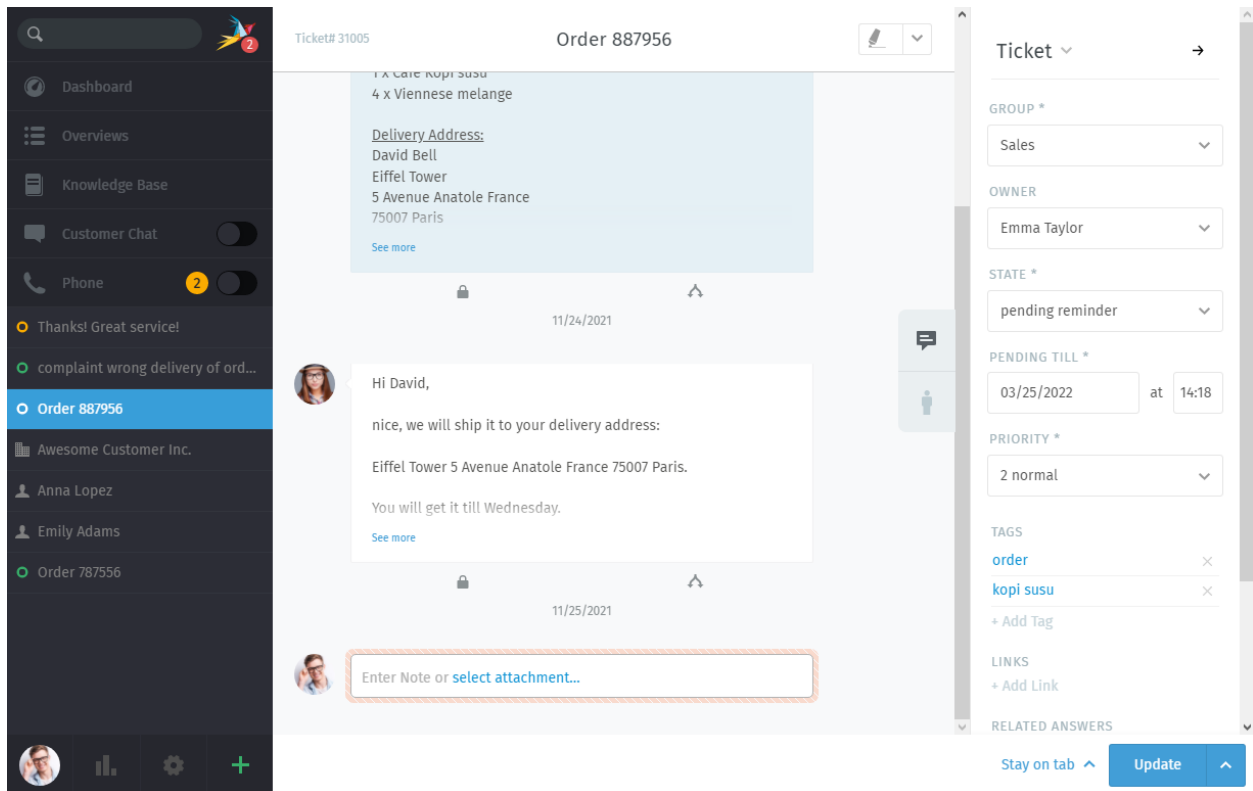 2
Dashboard
Overviews
Knowledge Base
Customer Chat
Phone 2
Thanks! Great service!
complaint wrong delivery of ord...
Order 887956
Awesome Customer Inc.
Anna Lopez
Emily Adams
Order 787556
Ticket# 31005
Order 887956
1 x Cafe Kopi susu
4 x Viennese melange
Delivery Address:
David Bell
Eiffel Tower
5 Avenue Anatole France
75007 Paris
See more
11/24/2021
Hi David,
nice, we will ship it to your delivery address:
Eiffel Tower 5 Avenue Anatole France 75007 Paris.
You will get it till Wednesday.
See more
11/25/2021
Enter Note or select attachment...
Ticket
GROUP *
Sales
OWNER
Emma Taylor
STATE *
pending reminder
PENDING TILL *
03/25/2022 at 14:18
PRIORITY *
2 normal
TAGS
order
kopi susu
+ Add Tag
LINKS
+ Add Link
RELATED ANSWERS
Stay on tab
Update